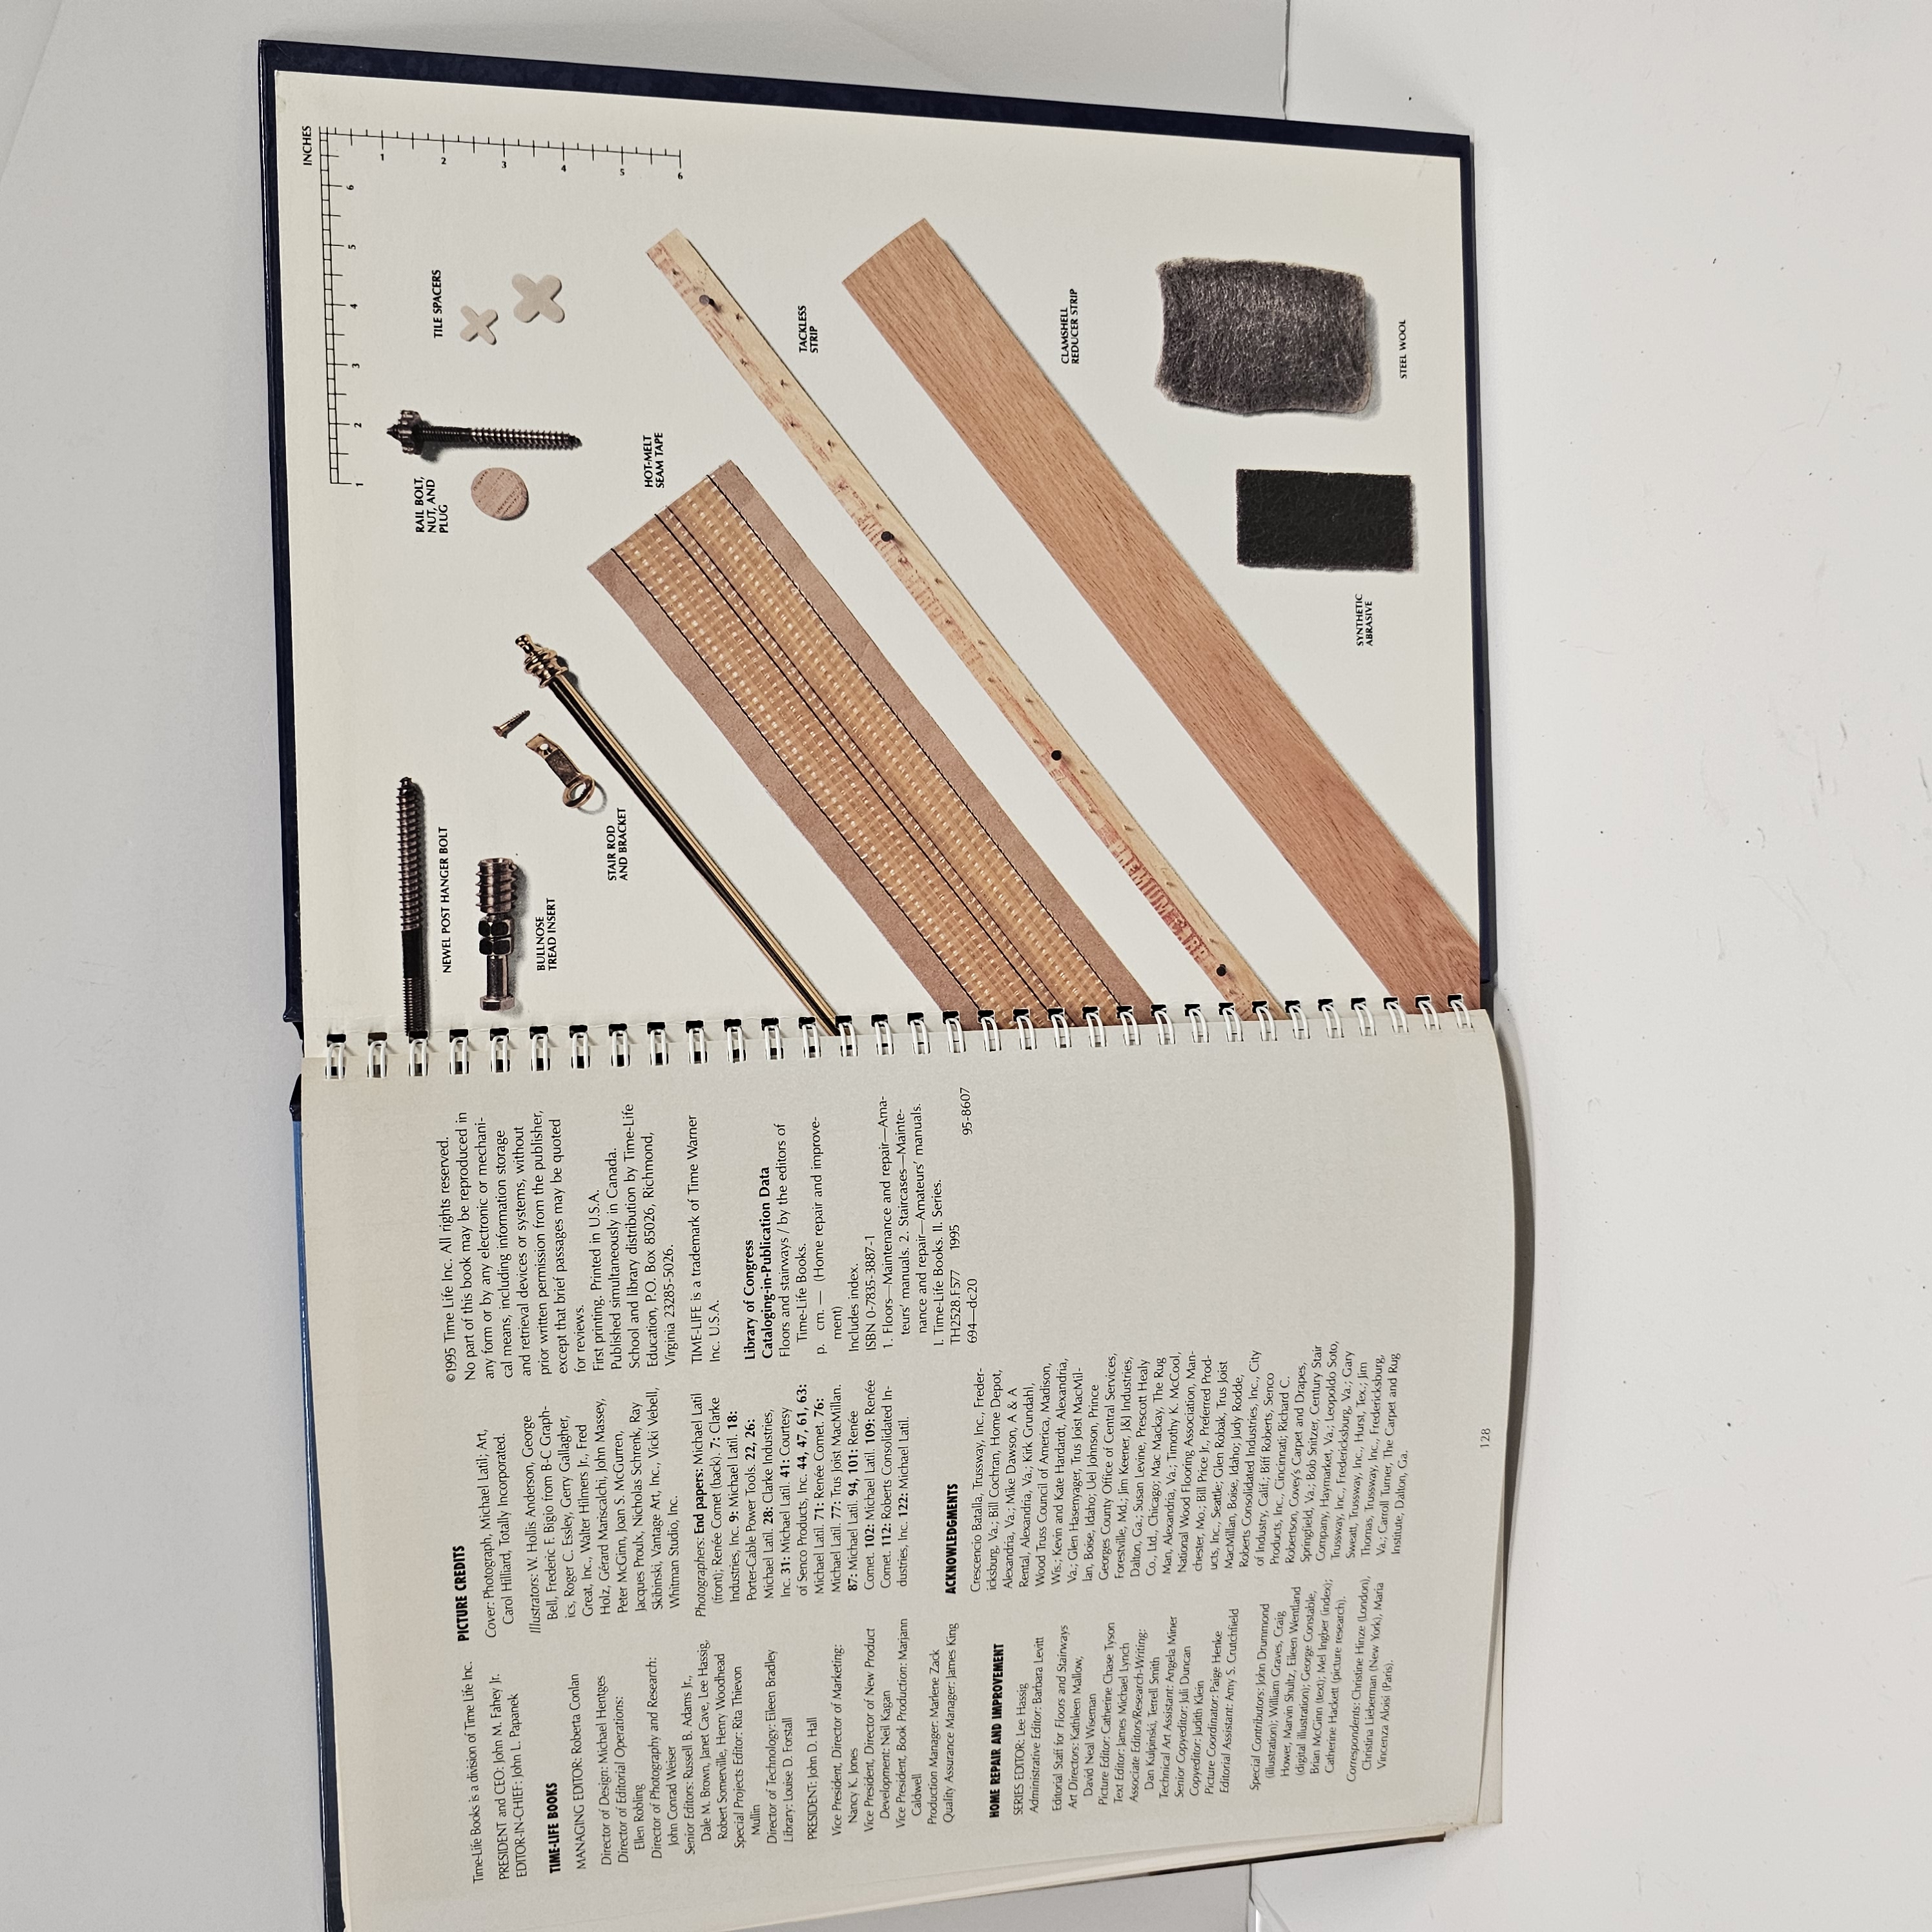 Time-Life Books is a division of Time Life Inc.
PRESIDENT and CEO: John M. Fahey Jr.
EDITOR-IN-CHIEF: John L. Papanek
TIME-LIFE BOOKS
MANAGING EDITOR: Roberta Conlan
Director of Design: Michael Hentges
Director of Editorial Operations:
Ellen Robling
Director of Photography and Research:
John Conrad Weiser
Senior Editors: Russell B. Adams Jr.,
Dale M. Brown, Janet Cave, Lee Hassig,
Robert Somerville, Henry Woodhead
Special Projects Editor: Rita Thievon
Mullin
Director of Technology: Eileen Bradley
Library: Louise D. Forstall
PRESIDENT: John D. Hall
Vice President, Director of Marketing:
Nancy K. Jones
Vice President, Director of New Product
Development: Neil Kagan
Vice President, Book Production: Marjann
Caldwell
Production Manager: Marlene Zack
Quality Assurance Manager: James King
HOME REPAIR AND IMPROVEMENT
SERIES EDITOR: Lee Hassig
Administrative Editor: Barbara Levitt
Editorial Staff for Floors and Stairways
Art Directors: Kathleen Mallow,
David Neal Wiseman
Picture Editor: Catherine Chase Tyson
Text Editor: James Michael Lynch
Associate Editors/Research-Writing:
Dan Kulpinski, Terrell Smith
Technical Art Assistant: Angela Miner
Senior Copyeditor: Juli Duncan
Copyeditor: Judith Klein
Picture Coordinator: Paige Henke
Editorial Assistant: Amy S. Crutchfield
Special Contributors: John Drummond
(illustration); William Graves, Craig
Hower, Marvin Shultz, Eileen Wentland
(digital illustration); George Constable,
Brian McGinn (text); Mel Ingber (index);
Catherine Hackett (picture research).
Correspondents: Christine Hinze (London),
Christina Lieberman (New York), Maria
Vincenza Aloisi (Paris).
PICTURE CREDITS
Cover: Photograph, Michael Latil; Art,
Carol Hilliard, Totally Incorporated.
Illustrators: W. Hollis Anderson, George
Bell, Frederic F. Bigio from B-C Graph-
ics, Roger C. Essley, Gerry Gallagher,
Great, Inc., Walter Hilmers Jr., Fred
Holz, Gérard Mariscalchi, John Massey,
Peter McGinn, Joan S. McGurren,
Jacques Proulx, Nicholas Schrenk, Ray
Skibinski, Vantage Art, Inc., Vicki Vebell,
Whitman Studio, Inc.
Photographers: End papers: Michael Latil
(front); Renée Comet (back). 7: Clarke
Industries, Inc. 9: Michael Latil. 18:
Porter-Cable Power Tools. 22, 26:
Michael Latil. 28: Clarke Industries,
Inc. 31: Michael Latil. 41: Courtesy
of Senco Products, Inc. 44, 47, 61, 63:
Michael Latil. 71: Renée Comet. 76:
Michael Latil. 77: Trus Joist MacMillan.
87: Michael Latil. 94, 101: Renée
Comet. 102: Michael Latil. 109: Renée
Comet. 112: Roberts Consolidated In-
dustries, Inc. 122: Michael Latil.
ACKNOWLEDGMENTS
Crescencio Batalla, Trussway, Inc., Freder-
icksburg, Va.; Bill Cochran, Home Depot,
Alexandria, Va.; Mike Dawson, A & A
Rental, Alexandria, Va.; Kirk Grundahl,
Wood Truss Council of America, Madison,
Wis.; Kevin and Kate Hardardt, Alexandria,
Va.; Glen Hasenyager, Trus Joist MacMil-
lan, Boise, Idaho; Uel Johnson, Prince
Georges County Office of Central Services,
Forestville, Md.; Jim Keener, J&J Industries,
Dalton, Ga.; Susan Levine, Prescott Healy
Co., Ltd., Chicago; Mac Mackay, The Rug
Man, Alexandria, Va.; Timothy K. McCool,
National Wood Flooring Association, Man-
chester, Mo.; Bill Price Jr., Preferred Prod-
ucts, Inc., Seattle; Glen Robak, Trus Joist
MacMillan, Boise, Idaho; Judy Rodde,
Roberts Consolidated Industries, Inc., City
of Industry, Calif.; Biff Roberts, Senco
Products, Inc., Cincinnati; Richard C.
Robertson, Covey's Carpet and Drapes,
Springfield, Va.; Bob Snitzer, Century Stair
Company, Haymarket, Va.; Leopoldo Soto,
Trussway, Inc., Fredericksburg, Va.; Gary
Sweatt, Trussway, Inc., Hurst, Tex.; Jim
Thomas, Trussway, Inc., Fredericksburg,
Va.; Carroll Turner, The Carpet and Rug
Institute, Dalton, Ga.
©1995 Time Life Inc. All rights reserved.
No part of this book may be reproduced in
any form or by any electronic or mechani-
cal means, including information storage
and retrieval devices or systems, without
prior written permission from the publisher,
except that brief passages may be quoted
for reviews.
First printing. Printed in U.S.A.
Published simultaneously in Canada.
School and library distribution by Time-Life
Education, P.O. Box 85026, Richmond,
Virginia 23285-5026.
TIME-LIFE is a trademark of Time Warner
Inc. U.S.A.
Library of Congress
Cataloging-in-Publication Data
Floors and stairways / by the editors of
Time-Life Books.
p. cm. — (Home repair and improve-
ment)
Includes index.
ISBN 0-7835-3887-1
1. Floors—Maintenance and repair—Ama-
teurs' manuals. 2. Staircases—Mainte-
nance and repair—Amateurs' manuals.
I. Time-Life Books. II. Series.
TH2528.F577 1995
694—dc20 95-8607
128
INCHES
1 2 3 4 5 6
1
2
3
4
5
6
NEWEL POST HANGER BOLT
BULLNOSE
TREAD INSERT
STAIR ROD
AND BRACKET
RAIL BOLT,
NUT, AND
PLUG
TILE SPACERS
HOT-MELT
SEAM TAPE
TACKLESS
STRIP
CLAMSHELL
REDUCER STRIP
SYNTHETIC
ABRASIVE
STEEL WOOL